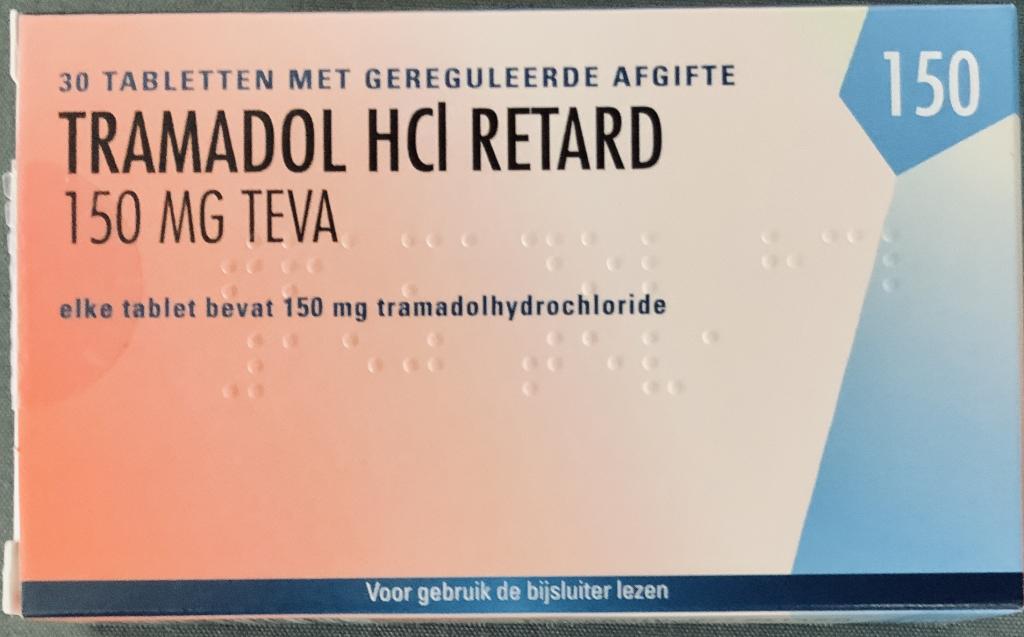 30 TABLETTEN MET GEREGULEERDE AFGIFTE
150
TRAMADOL HCl RETARD
150 MG TEVA
elke tablet bevat 150 mg tramadolhydrochloride
Voor gebruik de bijsluiter lezen